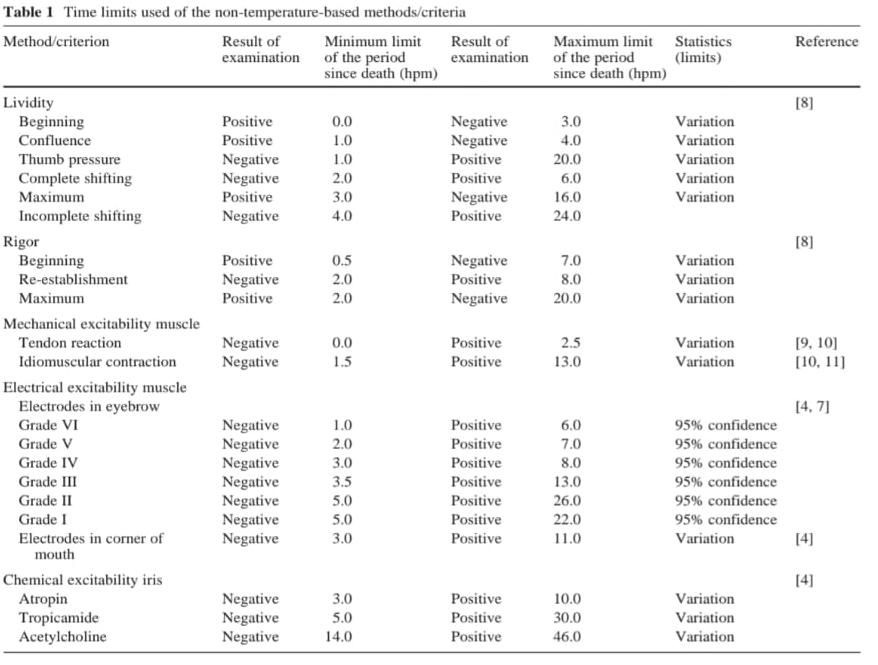 Table 1 Time limits used of the non-temperature-based methods/criteria
Method/criterion Result of examination Minimum limit of the period since death (hpm) Result of examination Maximum limit of the period since death (hpm) Statistics (limits) Reference
Lividity [8]
Beginning Positive 0.0 Negative 3.0 Variation
Confluence Positive 1.0 Negative 4.0 Variation
Thumb pressure Negative 1.0 Positive 20.0 Variation
Complete shifting Negative 2.0 Positive 6.0 Variation
Maximum Positive 3.0 Negative 16.0 Variation
Incomplete shifting Negative 4.0 Positive 24.0
Rigor [8]
Beginning Positive 0.5 Negative 7.0 Variation
Re-establishment Negative 2.0 Positive 8.0 Variation
Maximum Positive 2.0 Negative 20.0 Variation
Mechanical excitability muscle
Tendon reaction Negative 0.0 Positive 2.5 Variation [9, 10]
Idiomuscular contraction Negative 1.5 Positive 13.0 Variation [10, 11]
Electrical excitability muscle
Electrodes in eyebrow [4, 7]
Grade VI Negative 1.0 Positive 6.0 95% confidence
Grade V Negative 2.0 Positive 7.0 95% confidence
Grade IV Negative 3.0 Positive 8.0 95% confidence
Grade III Negative 3.5 Positive 13.0 95% confidence
Grade II Negative 5.0 Positive 26.0 95% confidence
Grade I Negative 5.0 Positive 22.0 95% confidence
Electrodes in corner of mouth Negative 3.0 Positive 11.0 Variation [4]
Chemical excitability iris [4]
Atropin Negative 3.0 Positive 10.0 Variation
Tropicamide Negative 5.0 Positive 30.0 Variation
Acetylcholine Negative 14.0 Positive 46.0 Variation